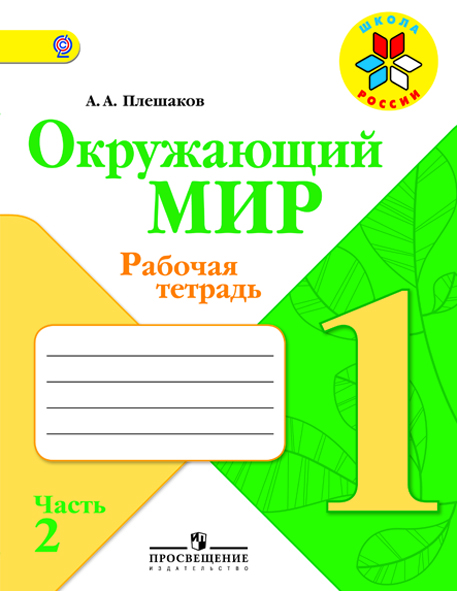 ШКОЛА
РОССИИ
А. А. Плешаков
Окружающий
МИР
Рабочая
тетрадь
1
Часть
2
ПРОСВЕЩЕНИЕ
ИЗДАТЕЛЬСТВО